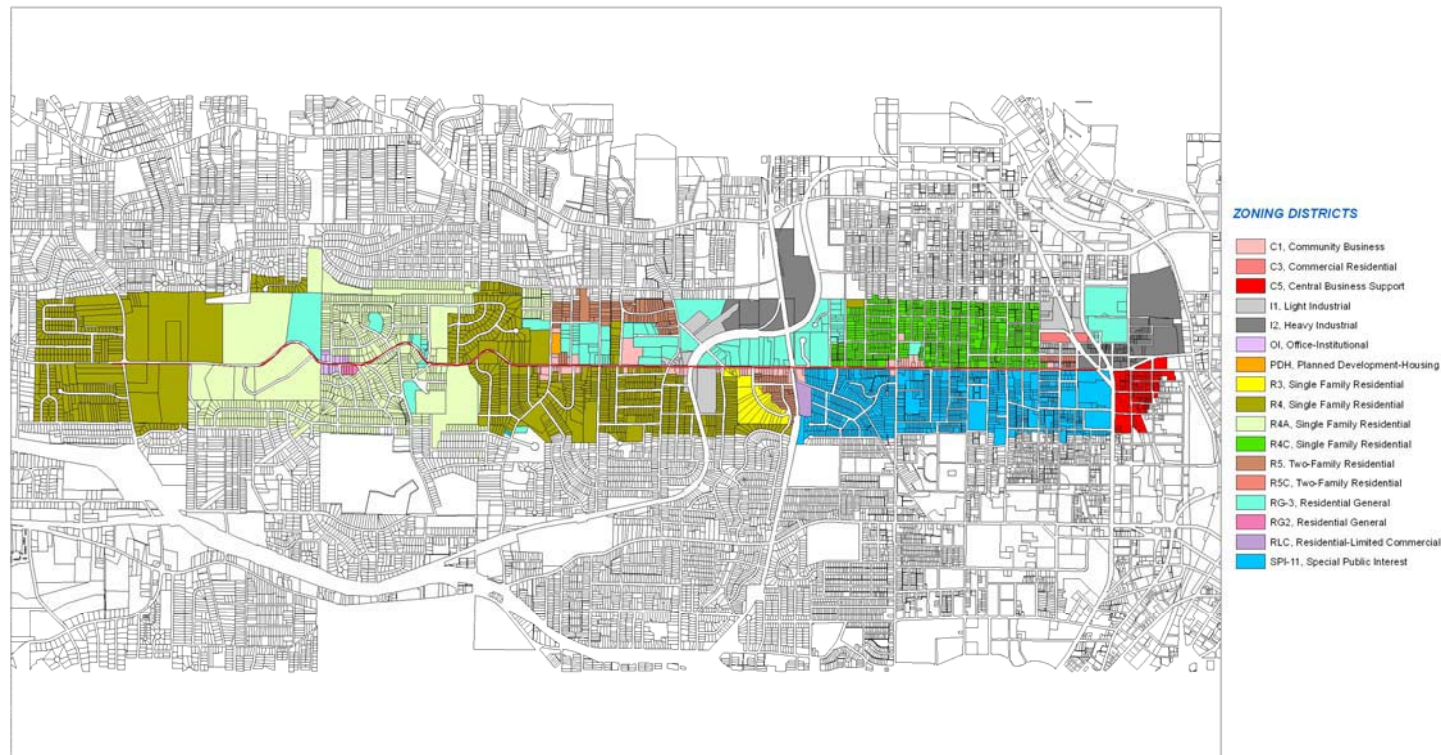 ZONING DISTRICTS
C1, Community Business
C3, Commercial Residential
C5, Central Business Support
I1, Light Industrial
I2, Heavy Industrial
OI, Office-Institutional
PDH, Planned Development-Housing
R3, Single Family Residential
R4, Single Family Residential
R4A, Single Family Residential
R4C, Single Family Residential
R5, Two-Family Residential
R5C, Two-Family Residential
RG-3, Residential General
RG2, Residential General
RLC, Residential-Limited Commercial
SPI-11, Special Public Interest